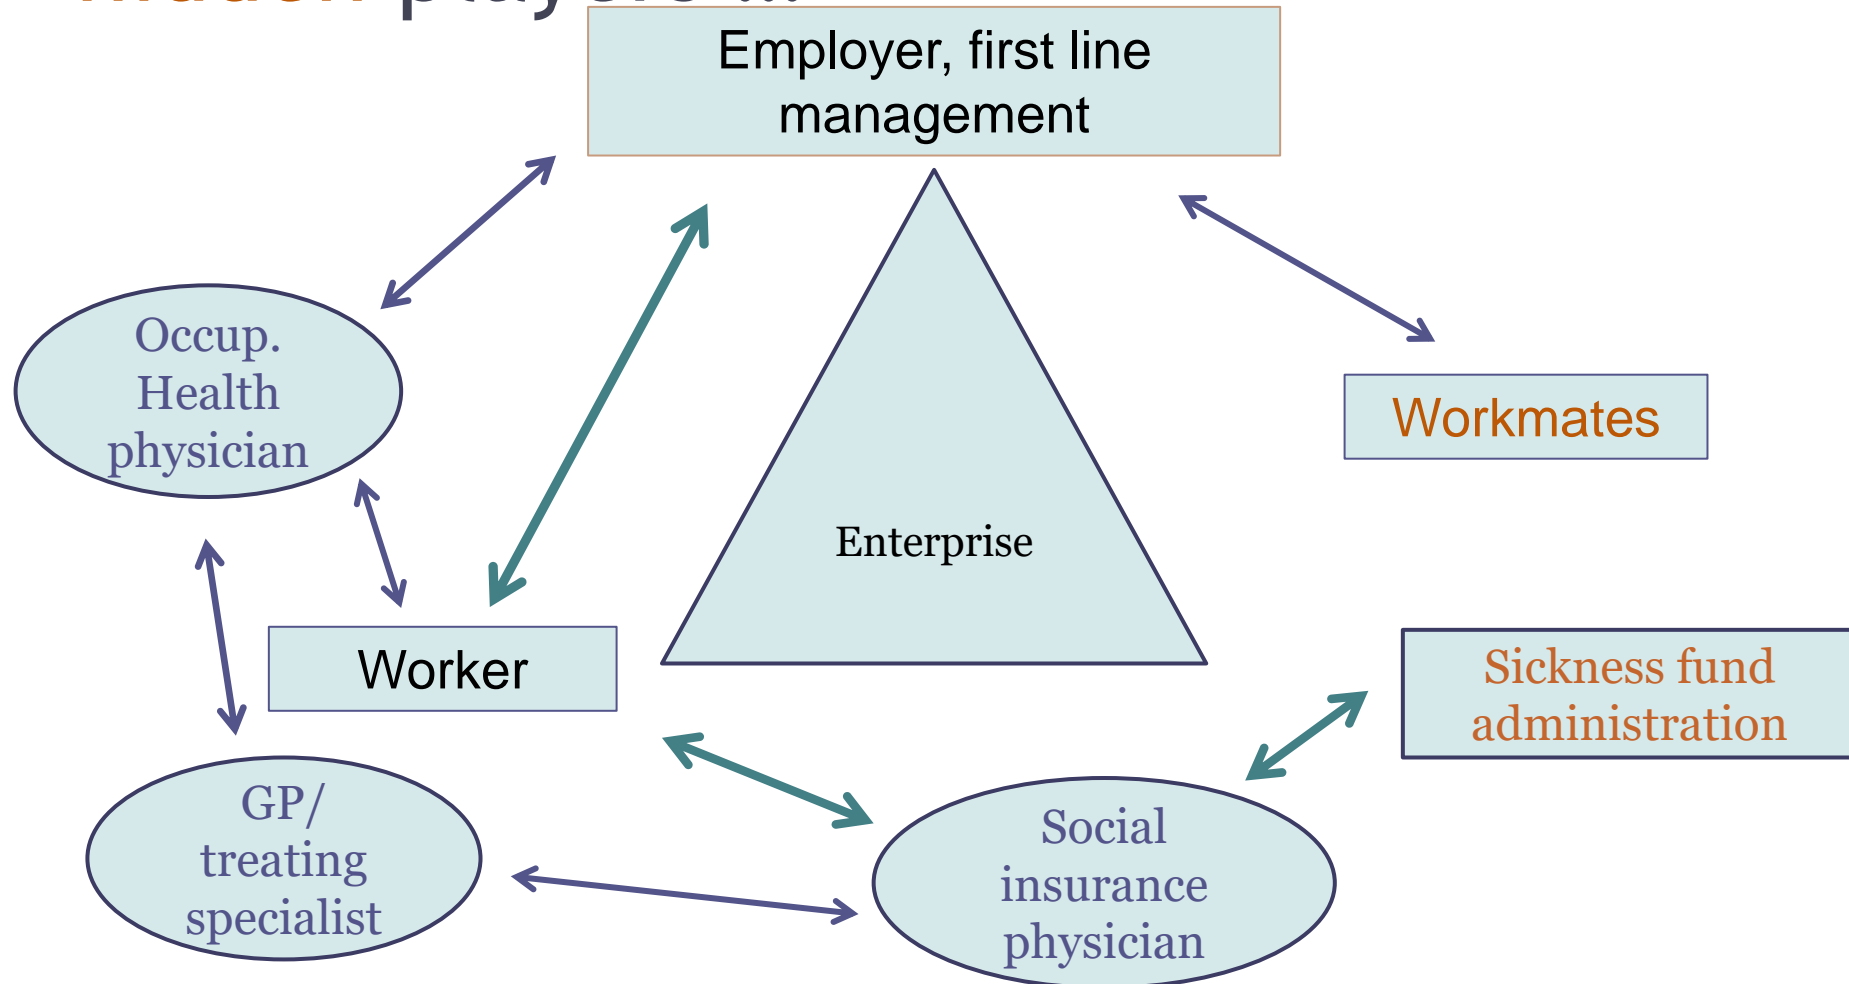 players ...
Employer, first line
management
Occup.
Health
physician
Workmates
Enterprise
Worker
Sickness fund
administration
GP/
treating
specialist
Social
insurance
physician